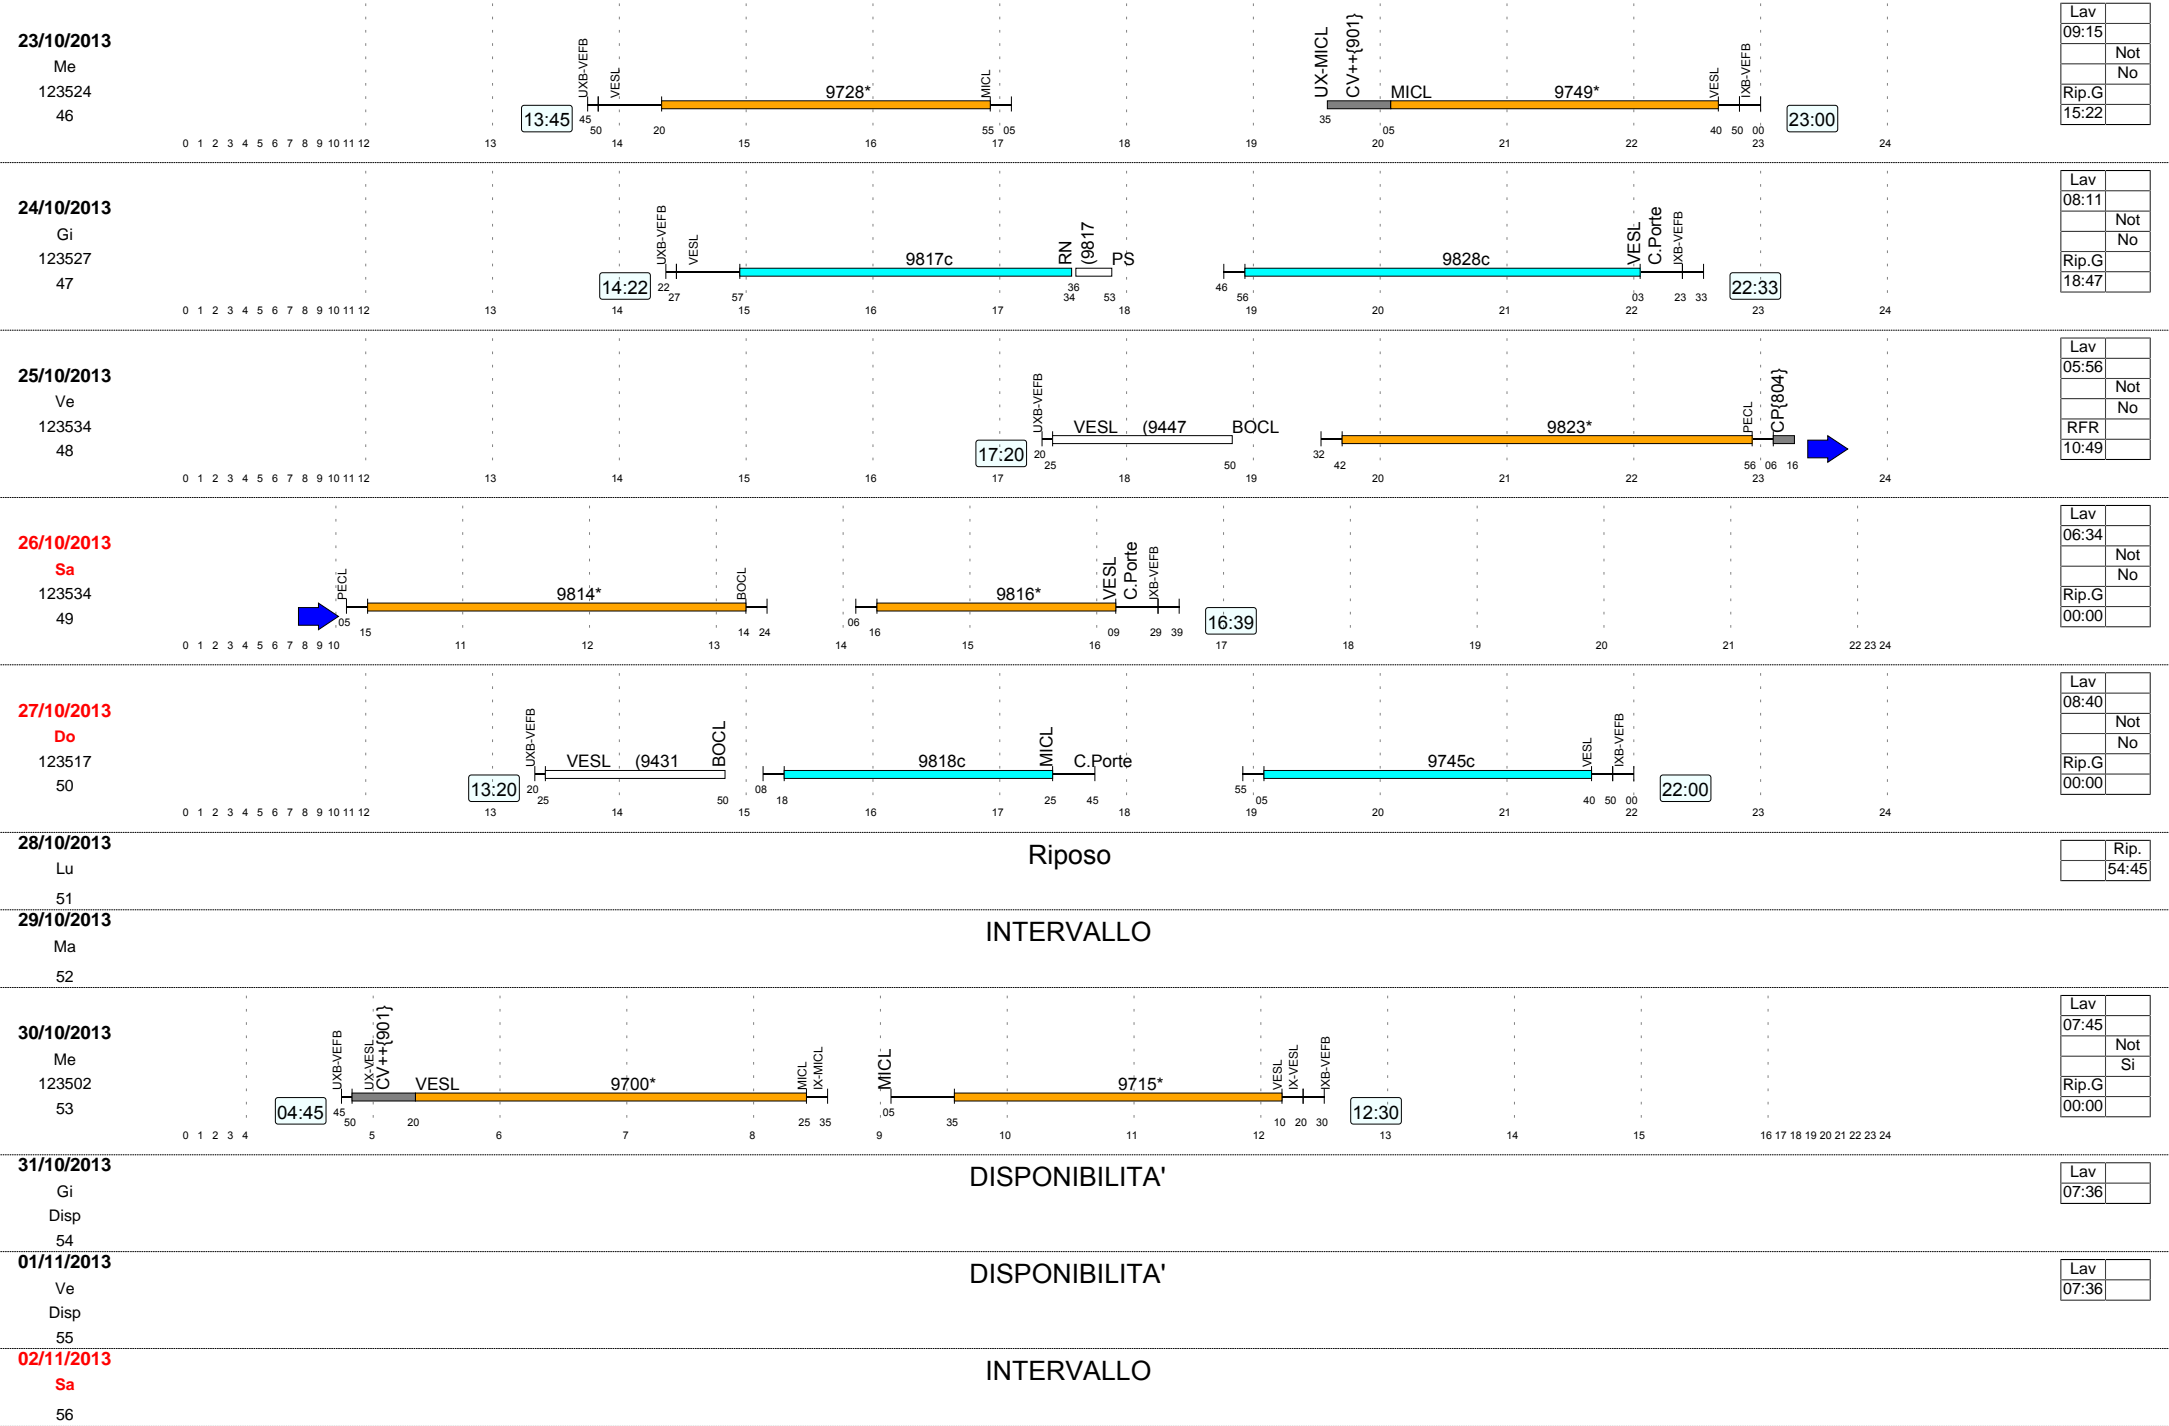 23/10/2013
Me
123524
46
13:45
UXB-VEFB
VESL
9728*
MICL
UX-MICL
CV++{901}
MICL
9749*
VESL
IXB-VEFB
23:00
45 50 20 55 05 35 05 40 50 00
0 1 2 3 4 5 6 7 8 9 10 11 12 13 14 15 16 17 18 19 20 21 22 23 24
Lav
09:15
Not
No
Rip.G
15:22
24/10/2013
Gi
123527
47
14:22
UXB-VEFB
VESL
9817c
RN
(9817
PS
9828c
VESL
C.Porte
IXB-VEFB
22:33
22 27 57 36 34 53 46 56 03 23 33
0 1 2 3 4 5 6 7 8 9 10 11 12 13 14 15 16 17 18 19 20 21 22 23 24
Lav
08:11
Not
No
Rip.G
18:47
25/10/2013
Ve
123534
48
17:20
UXB-VEFB
VESL (9447 BOCL
9823*
PECL
CP{804}
20 25 50 32 42 56 06 16
0 1 2 3 4 5 6 7 8 9 10 11 12 13 14 15 16 17 18 19 20 21 22 23 24
Lav
05:56
Not
No
RFR
10:49
26/10/2013
Sa
123534
49
PECL
9814*
BOCL
9816*
VESL
C.Porte
IXB-VEFB
16:39
05 15 14 24 06 16 09 29 39
0 1 2 3 4 5 6 7 8 9 10 11 12 13 14 15 16 17 18 19 20 21 22 23 24
Lav
06:34
Not
No
Rip.G
00:00
27/10/2013
Do
123517
50
13:20
UXB-VEFB
VESL (9431 BOCL
9818c
MICL
C.Porte
9745c
VESL
IXB-VEFB
22:00
20 25 50 08 18 25 45 55 05 40 50 00
0 1 2 3 4 5 6 7 8 9 10 11 12 13 14 15 16 17 18 19 20 21 22 23 24
Lav
08:40
Not
No
Rip.G
00:00
28/10/2013
Lu
51
Riposo
Rip.
54:45
29/10/2013
Ma
52
INTERVALLO
30/10/2013
Me
123502
53
04:45
UXB-VEFB
UX-VESL
CV++{901}
VESL
9700*
MICL
IX-MICL
MICL
9715*
VESL
IX-VESL
IXB-VEFB
12:30
45 50 20 25 35 05 35 10 20 30
0 1 2 3 4 5 6 7 8 9 10 11 12 13 14 15 16 17 18 19 20 21 22 23 24
Lav
07:45
Not
Si
Rip.G
00:00
31/10/2013
Gi
Disp
54
DISPONIBILITA'
Lav
07:36
01/11/2013
Ve
Disp
55
DISPONIBILITA'
Lav
07:36
02/11/2013
Sa
56
INTERVALLO